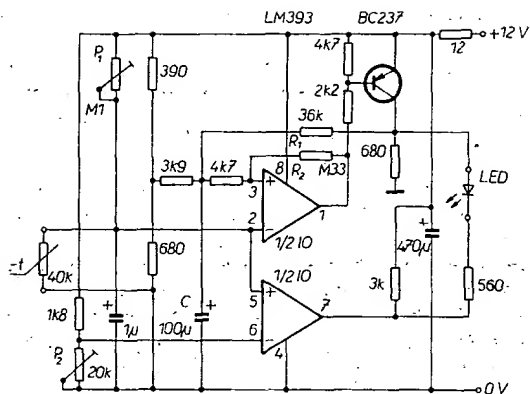 LM393 BC237
P1
M1
390
4k7
2k2
12
+12V
36k
R1
3k9
4k7
R2
M33
680
LED
3
8
+
2
-
1
1/2 IO
-t
40k
680
1/2 IO
5
+
6
-
7
4
3k
+
470µ
560
1k8
+
1µ
C
+
100µ
P2
20k
0V